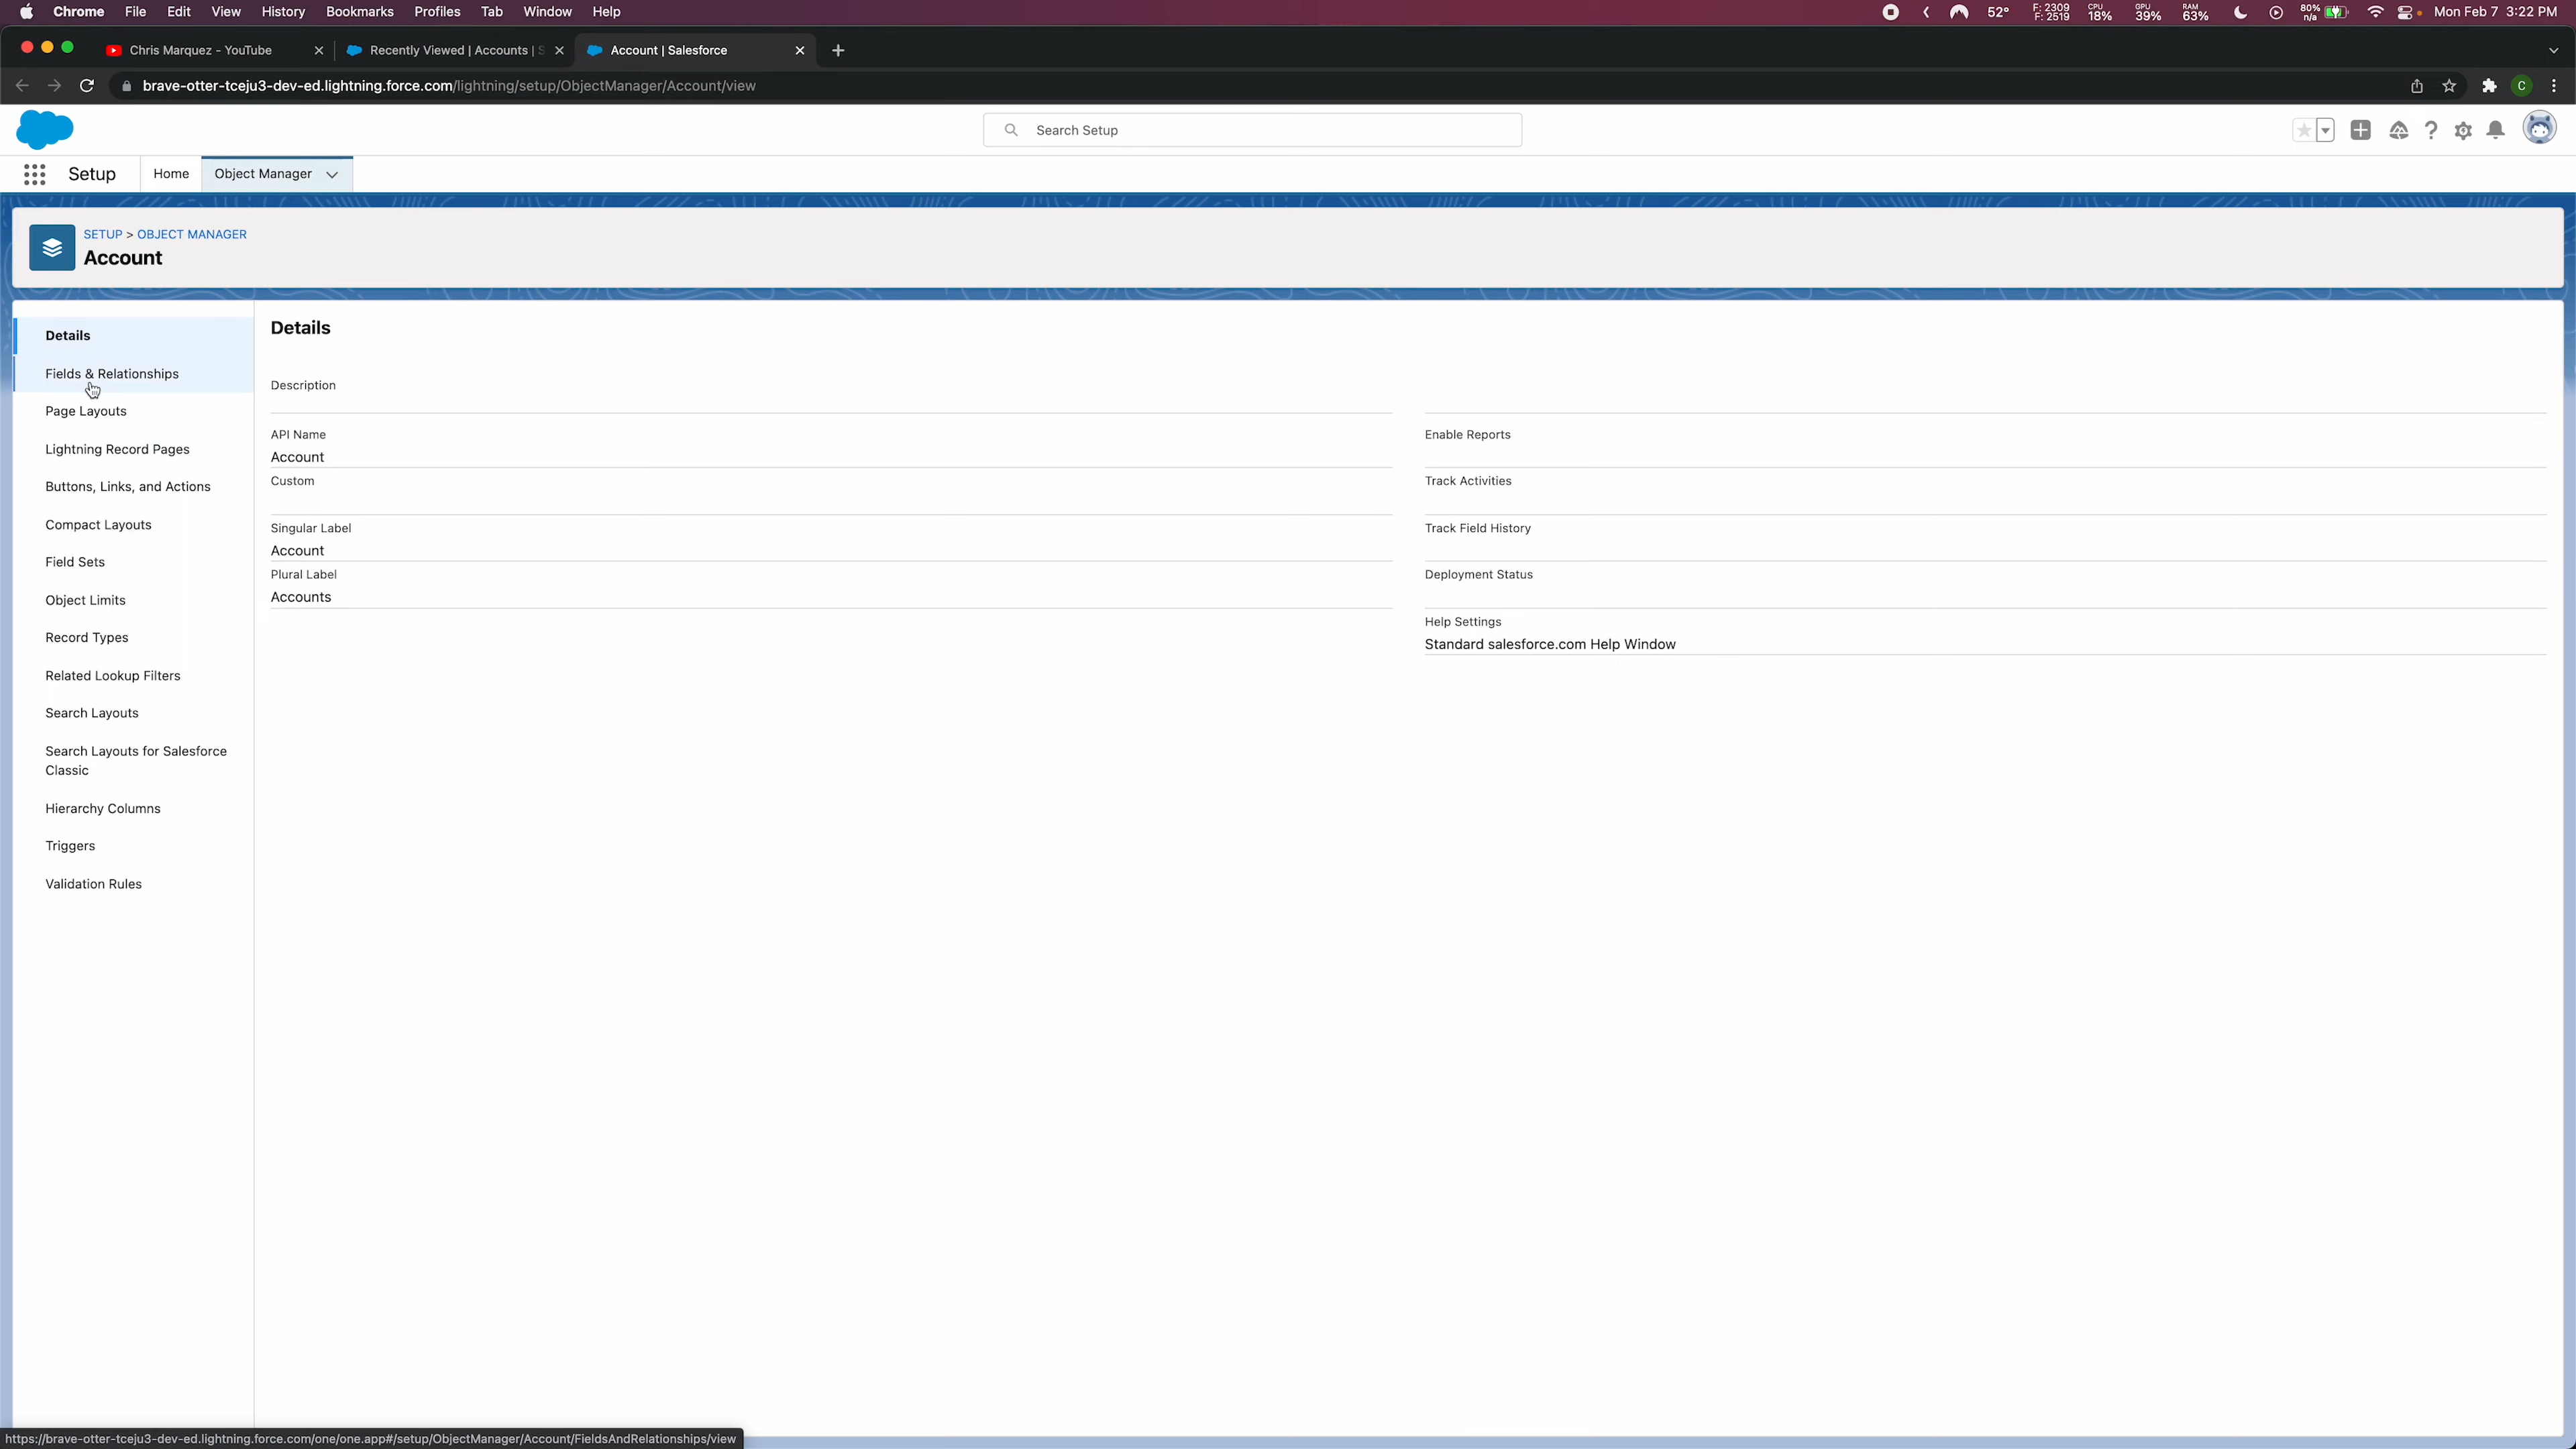 Chrome File Edit View History Bookmarks Profiles Tab Window Help 52° F: 2309 F: 2519 CPU 18% GPU 39% RAM 63% 80% n/a Mon Feb 7 3:22 PM
Chris Marquez - YouTube Recently Viewed | Accounts | S Account | Salesforce
brave-otter-tceju3-dev-ed.lightning.force.com/lightning/setup/ObjectManager/Account/view C
Search Setup
Setup Home Object Manager
SETUP > OBJECT MANAGER
Account
Details
Fields & Relationships
Page Layouts
Lightning Record Pages
Buttons, Links, and Actions
Compact Layouts
Field Sets
Object Limits
Record Types
Related Lookup Filters
Search Layouts
Search Layouts for Salesforce
Classic
Hierarchy Columns
Triggers
Validation Rules
Details
Description
API Name
Account
Custom
Singular Label
Account
Plural Label
Accounts
Enable Reports
Track Activities
Track Field History
Deployment Status
Help Settings
Standard salesforce.com Help Window
https://brave-otter-tceju3-dev-ed.lightning.force.com/one/one.app#/setup/ObjectManager/Account/FieldsAndRelationships/view